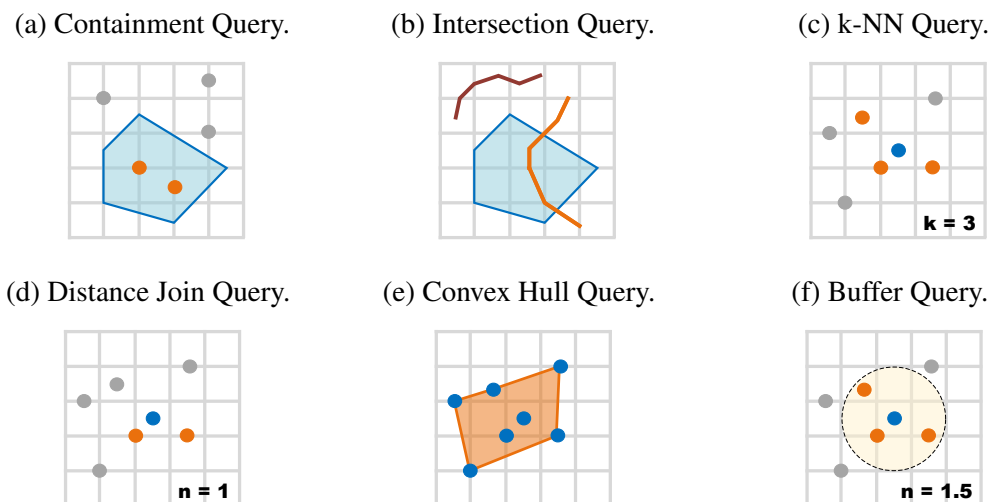 (a) Containment Query.
(b) Intersection Query.
(c) k-NN Query.
k = 3
(d) Distance Join Query.
(e) Convex Hull Query.
(f) Buffer Query.
n = 1
n = 1.5